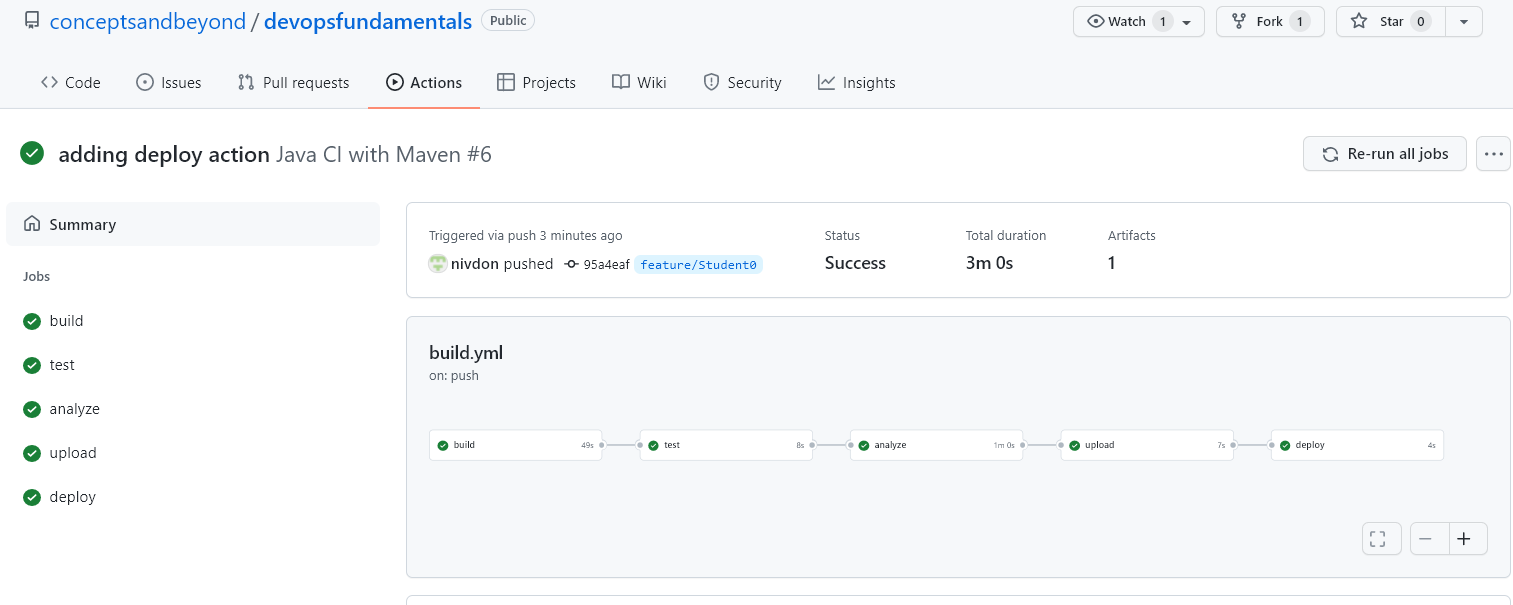 conceptsandbeyond / devopsfundamentals Public Watch 1 Fork 1 Star 0
Code Issues Pull requests Actions Projects Wiki Security Insights
adding deploy action Java CI with Maven #6 Re-run all jobs
Summary
Jobs
build
test
analyze
upload
deploy
Triggered via push 3 minutes ago Status Total duration Artifacts
nivdon pushed 95a4eaf feature/Student0 Success 3m 0s 1
build.yml
on: push
build 49s test 8s analyze 1m 0s upload 7s deploy 4s